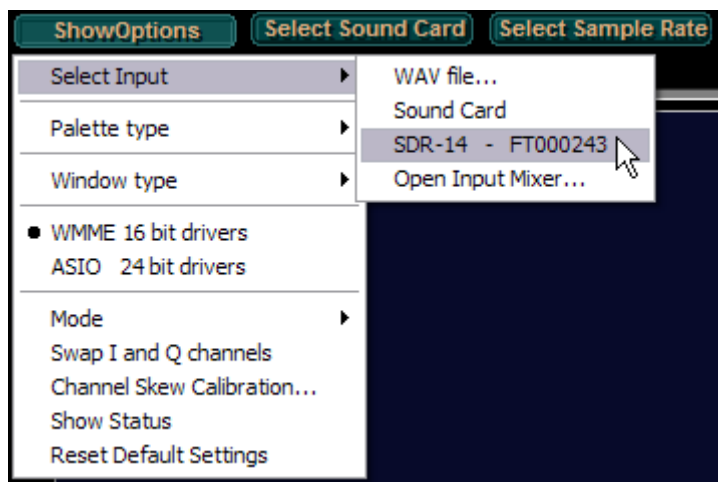 ShowOptions Select Sound Card Select Sample Rate
Select Input
WAV file...
Sound Card
SDR-14 - FT000243
Open Input Mixer...
Palette type
Window type
WMME 16 bit drivers
ASIO 24 bit drivers
Mode
Swap I and Q channels
Channel Skew Calibration...
Show Status
Reset Default Settings